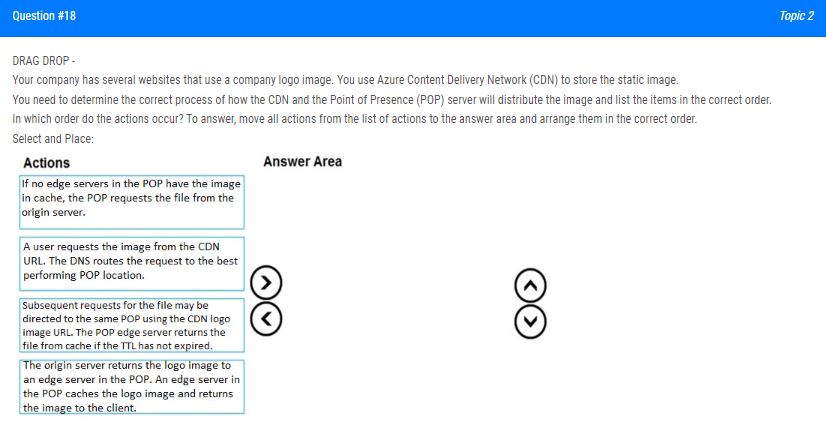 Question #18
Topic 2
DRAG DROP -
Your company has several websites that use a company logo image. You use Azure Content Delivery Network (CDN) to store the static image.
You need to determine the correct process of how the CDN and the Point of Presence (POP) server will distribute the image and list the items in the correct order.
In which order do the actions occur? To answer, move all actions from the list of actions to the answer area and arrange them in the correct order.
Select and Place:
Actions
Answer Area
If no edge servers in the POP have the image
in cache, the POP requests the file from the
origin server.
A user requests the image from the CDN
URL. The DNS routes the request to the best
performing POP location.
Subsequent requests for the file may be
directed to the same POP using the CDN logo
image URL. The POP edge server returns the
file from cache if the TTL has not expired.
The origin server returns the logo image to
an edge server in the POP. An edge server in
the POP caches the logo image and returns
the image to the client.